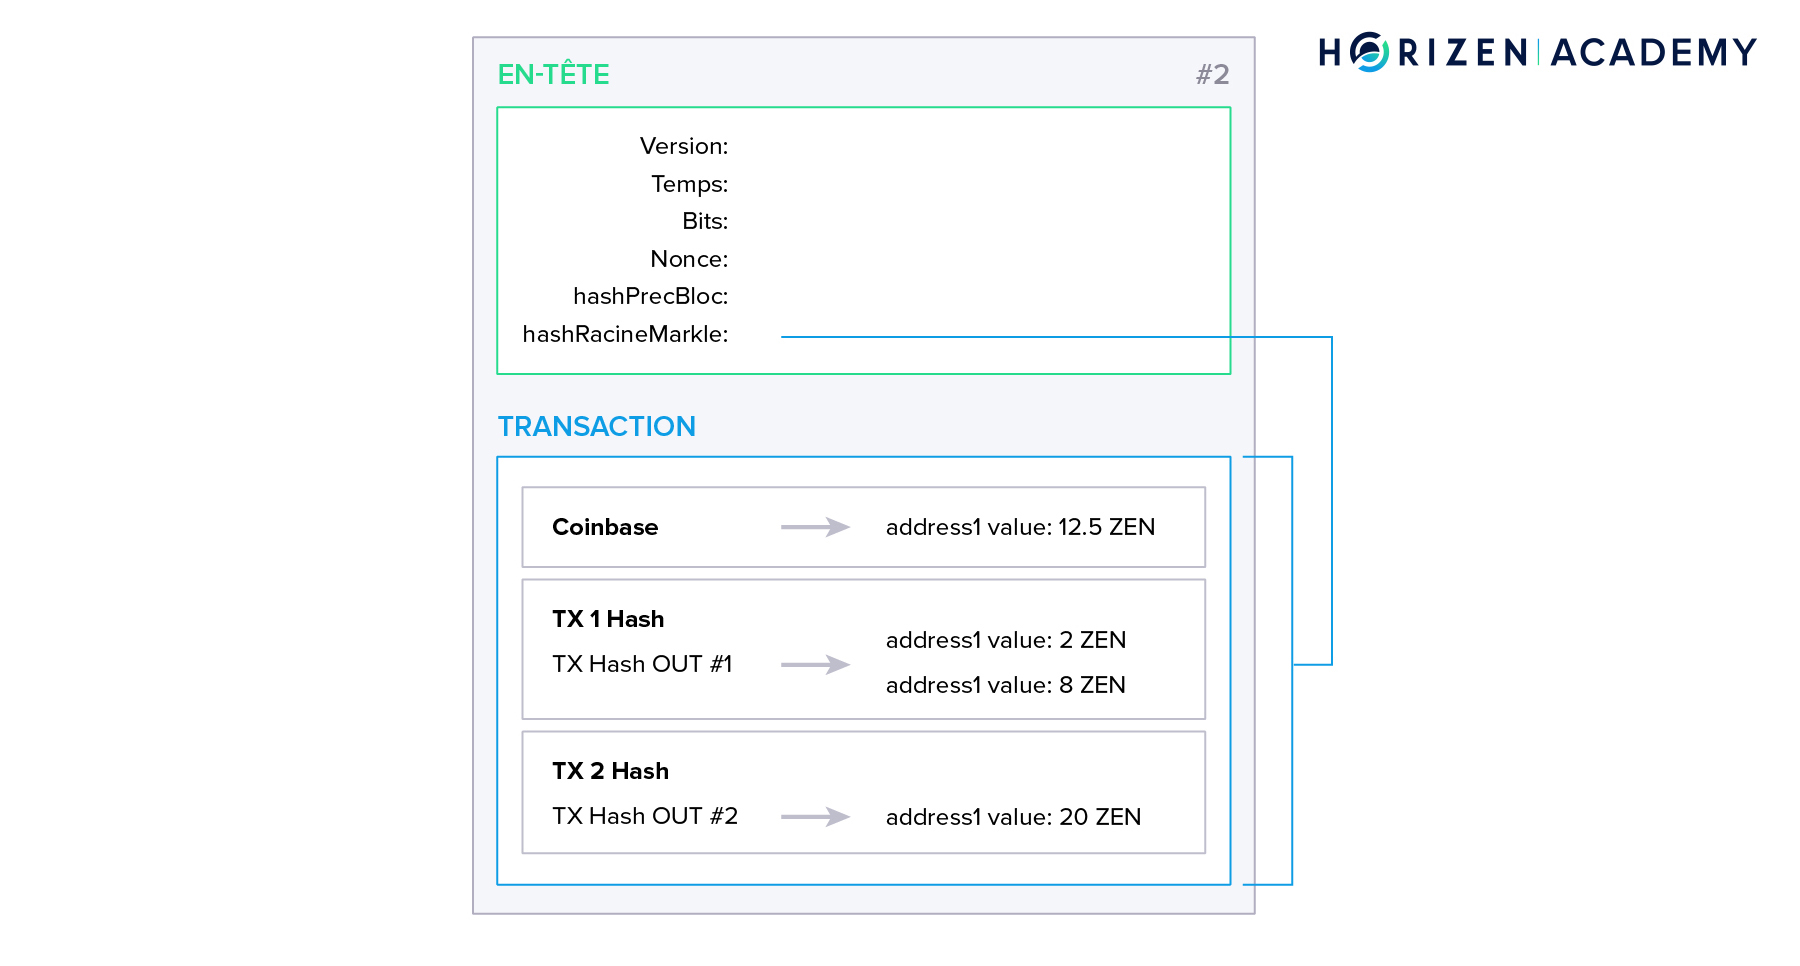 HORIZEN ACADEMY
EN-TÊTE #2
Version:
Temps:
Bits:
Nonce:
hashPrecBloc:
hashRacineMarkle:
TRANSACTION
Coinbase address1 value: 12.5 ZEN
TX 1 Hash
address1 value: 2 ZEN
TX Hash OUT #1
address1 value: 8 ZEN
TX 2 Hash
TX Hash OUT #2 address1 value: 20 ZEN